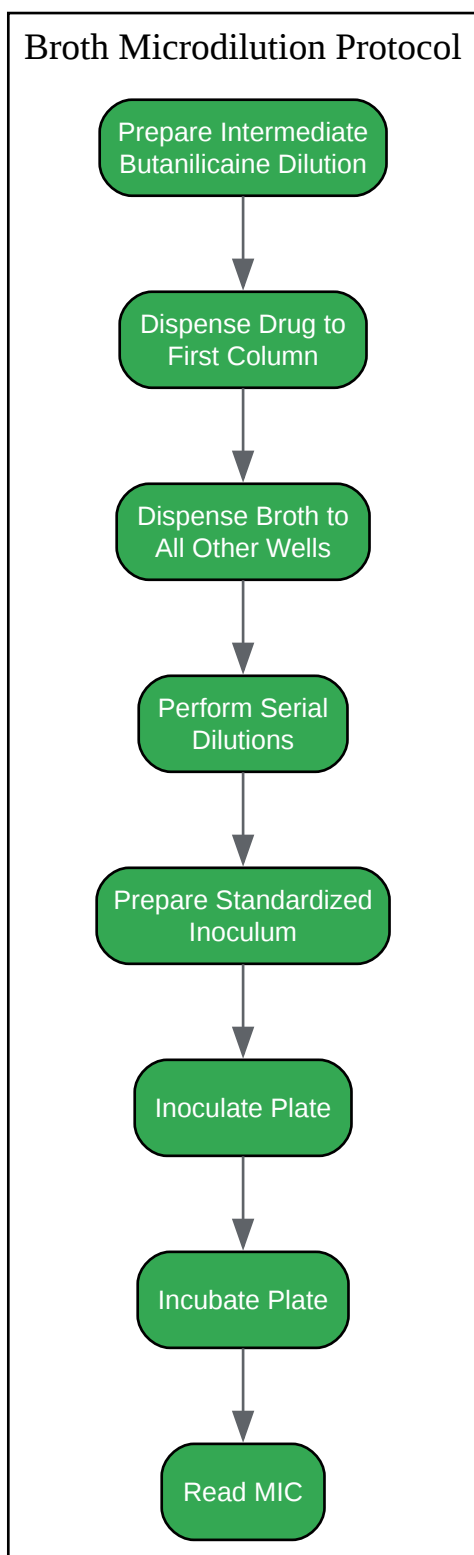 Broth Microdilution Protocol
Prepare Intermediate
Butanilicaine Dilution
Dispense Drug to
First Column
Dispense Broth to
All Other Wells
Perform Serial
Dilutions
Prepare Standardized
Inoculum
Inoculate Plate
Incubate Plate
Read MIC